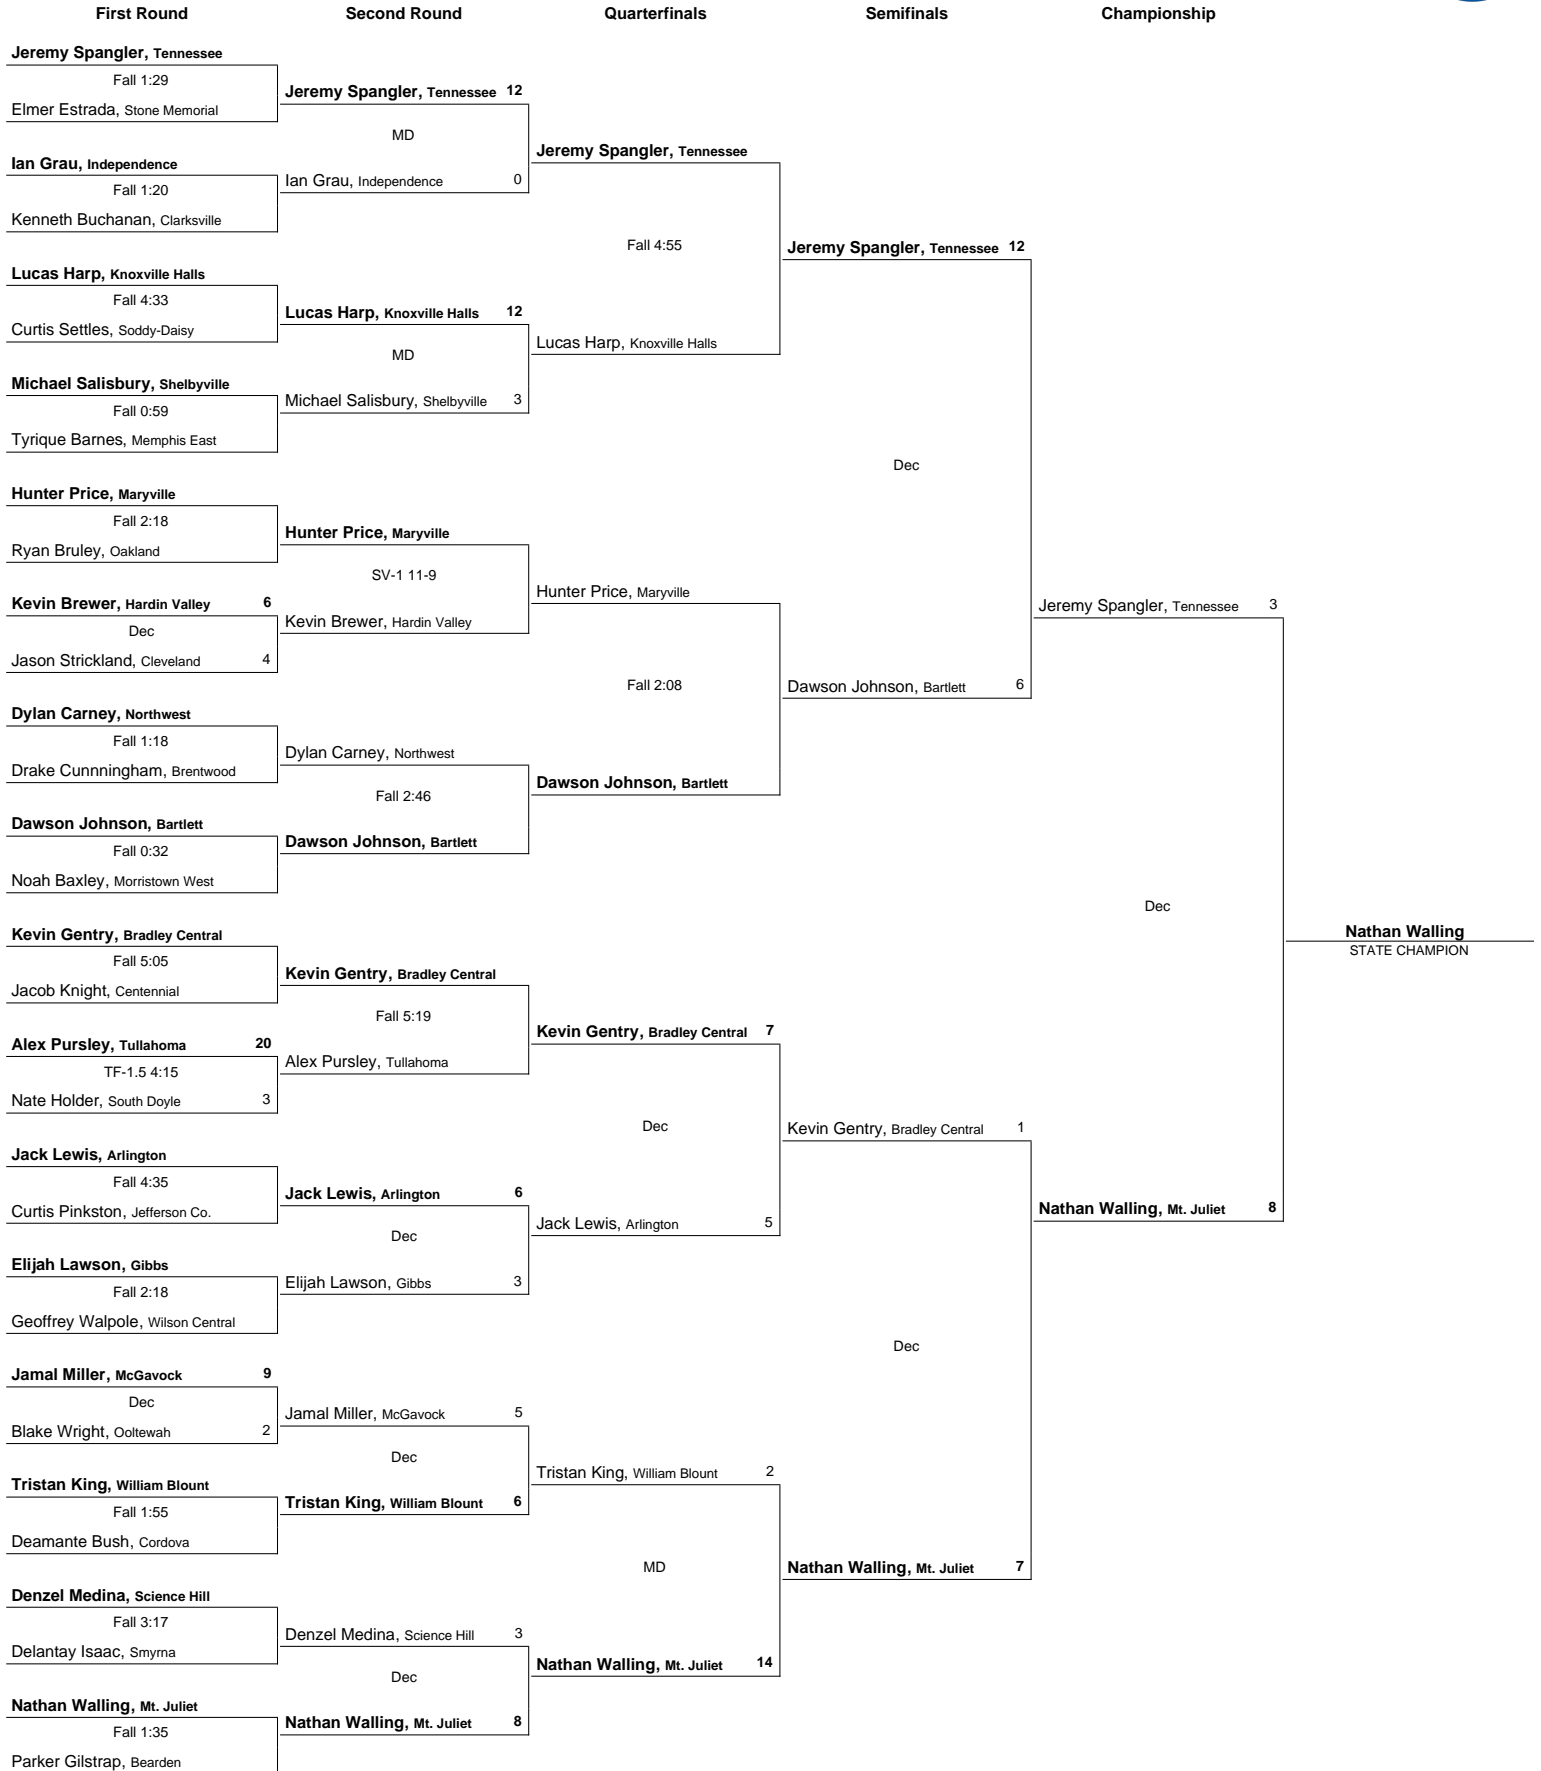 First Round
Second Round
Quarterfinals
Semifinals
Championship
Jeremy Spangler, Tennessee
Fall 1:29
Elmer Estrada, Stone Memorial
Ian Grau, Independence
Fall 1:20
Kenneth Buchanan, Clarksville
Lucas Harp, Knoxville Halls
Fall 4:33
Curtis Settles, Soddy-Daisy
Michael Salisbury, Shelbyville
Fall 0:59
Tyrique Barnes, Memphis East
Hunter Price, Maryville
Fall 2:18
Ryan Bruley, Oakland
Kevin Brewer, Hardin Valley 6
Dec
Jason Strickland, Cleveland 4
Dylan Carney, Northwest
Fall 1:18
Drake Cunnningham, Brentwood
Dawson Johnson, Bartlett
Fall 0:32
Noah Baxley, Morristown West
Kevin Gentry, Bradley Central
Fall 5:05
Jacob Knight, Centennial
Alex Pursley, Tullahoma 20
TF-1.5 4:15
Nate Holder, South Doyle 3
Jack Lewis, Arlington
Fall 4:35
Curtis Pinkston, Jefferson Co.
Elijah Lawson, Gibbs
Fall 2:18
Geoffrey Walpole, Wilson Central
Jamal Miller, McGavock 9
Dec
Blake Wright, Ooltewah 2
Tristan King, William Blount
Fall 1:55
Deamante Bush, Cordova
Denzel Medina, Science Hill
Fall 3:17
Delantay Isaac, Smyrna
Nathan Walling, Mt. Juliet
Fall 1:35
Parker Gilstrap, Bearden
Jeremy Spangler, Tennessee 12
MD
Ian Grau, Independence 0
Lucas Harp, Knoxville Halls 12
MD
Michael Salisbury, Shelbyville 3
Hunter Price, Maryville
SV-1 11-9
Kevin Brewer, Hardin Valley
Dylan Carney, Northwest
Fall 2:46
Dawson Johnson, Bartlett
Kevin Gentry, Bradley Central
Fall 5:19
Alex Pursley, Tullahoma
Jack Lewis, Arlington 6
Dec
Elijah Lawson, Gibbs 3
Jamal Miller, McGavock 5
Dec
Tristan King, William Blount 6
Denzel Medina, Science Hill 3
Dec
Nathan Walling, Mt. Juliet 8
Jeremy Spangler, Tennessee
Fall 4:55
Lucas Harp, Knoxville Halls
Hunter Price, Maryville
Fall 2:08
Dawson Johnson, Bartlett
Kevin Gentry, Bradley Central 7
Dec
Jack Lewis, Arlington 5
Tristan King, William Blount 2
MD
Nathan Walling, Mt. Juliet 14
Jeremy Spangler, Tennessee 12
Dec
Dawson Johnson, Bartlett 6
Kevin Gentry, Bradley Central 1
Dec
Nathan Walling, Mt. Juliet 7
Jeremy Spangler, Tennessee 3
Dec
Nathan Walling, Mt. Juliet 8
Nathan Walling
STATE CHAMPION